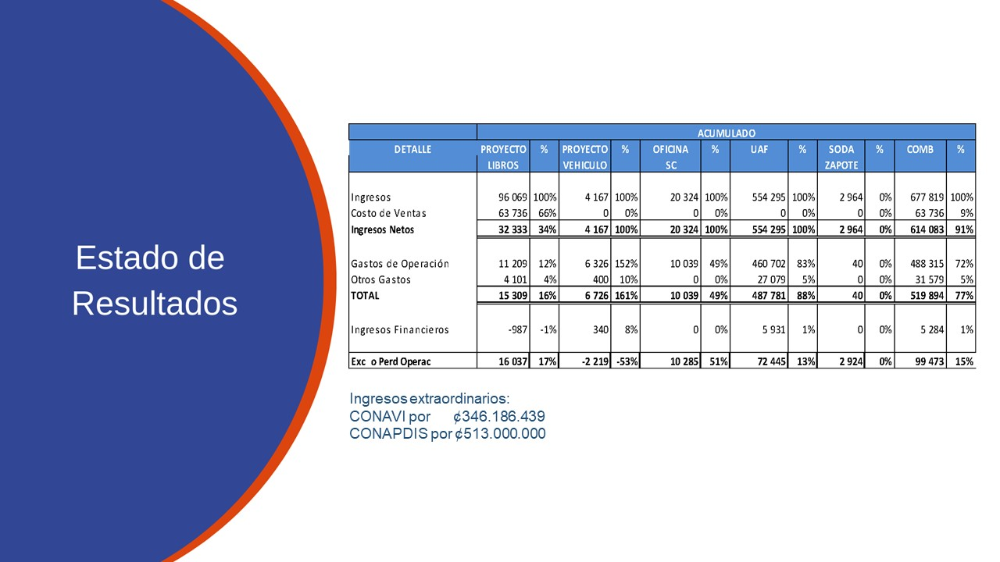 Estado de
Resultados
ACUMULADO
DETALLE PROYECTO % PROYECTO % OFICINA % UAF % SODA % COMB %
LIBROS VEHICULO SC ZAPOTE
Ingresos 96 069 100% 4 167 100% 20 324 100% 554 295 100% 2 964 0% 677 819 100%
Costo de Ventas 63 736 66% 0 0% 0 0% 0 0% 0 0% 63 736 9%
Ingresos Netos 32 333 34% 4 167 100% 20 324 100% 554 295 100% 2 964 0% 614 083 91%
Gastos de Operación 11 209 12% 6 326 152% 10 039 49% 460 702 83% 40 0% 488 315 72%
Otros Gastos 4 101 4% 400 10% 0 0% 27 079 5% 0 0% 31 579 5%
TOTAL 15 309 16% 6 726 161% 10 039 49% 487 781 88% 40 0% 519 894 77%
Ingresos Financieros -987 -1% 340 8% 0 0% 5 931 1% 0 0% 5 284 1%
Exc o Perd Operac 16 037 17% -2 219 -53% 10 285 51% 72 445 13% 2 924 0% 99 473 15%
Ingresos extraordinarios:
CONAVI por ₡346.186.439
CONAPDIS por ₡513.000.000